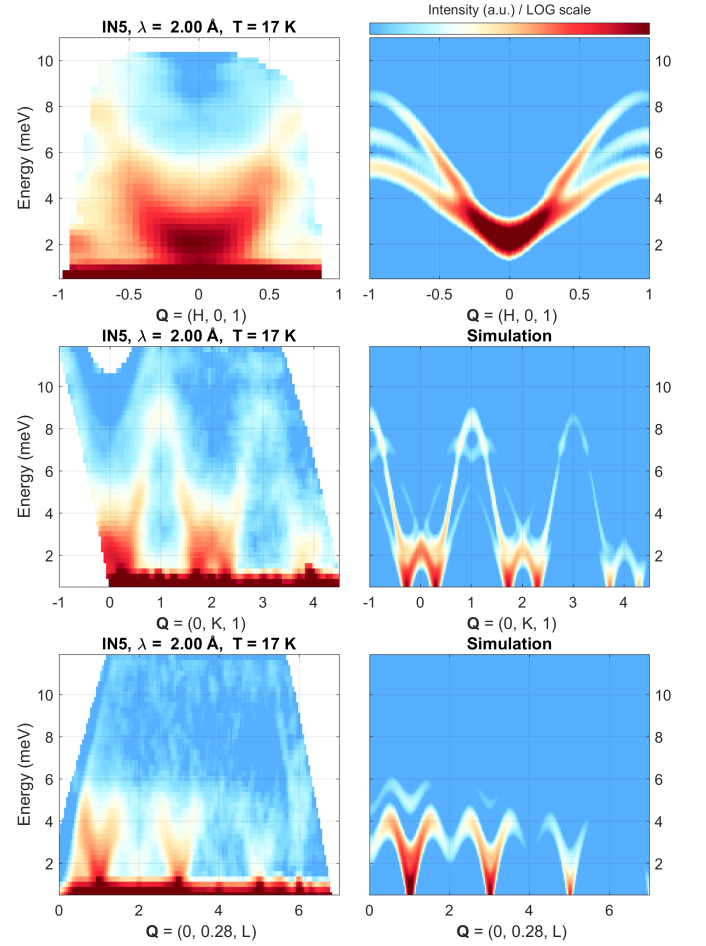 IN5, λ = 2.00 Å, T = 17 K
Intensity (a.u.) / LOG scale
Energy (meV)
10
8
6
4
2
10
8
6
4
2
-1 -0.5 0 0.5 1
-1 -0.5 0 0.5 1
Q = (H, 0, 1)
Q = (H, 0, 1)
IN5, λ = 2.00 Å, T = 17 K
Simulation
Energy (meV)
10
8
6
4
2
10
8
6
4
2
-1 0 1 2 3 4
-1 0 1 2 3 4
Q = (0, K, 1)
Q = (0, K, 1)
IN5, λ = 2.00 Å, T = 17 K
Simulation
Energy (meV)
10
8
6
4
2
10
8
6
4
2
0 2 4 6
0 2 4 6
Q = (0, 0.28, L)
Q = (0, 0.28, L)